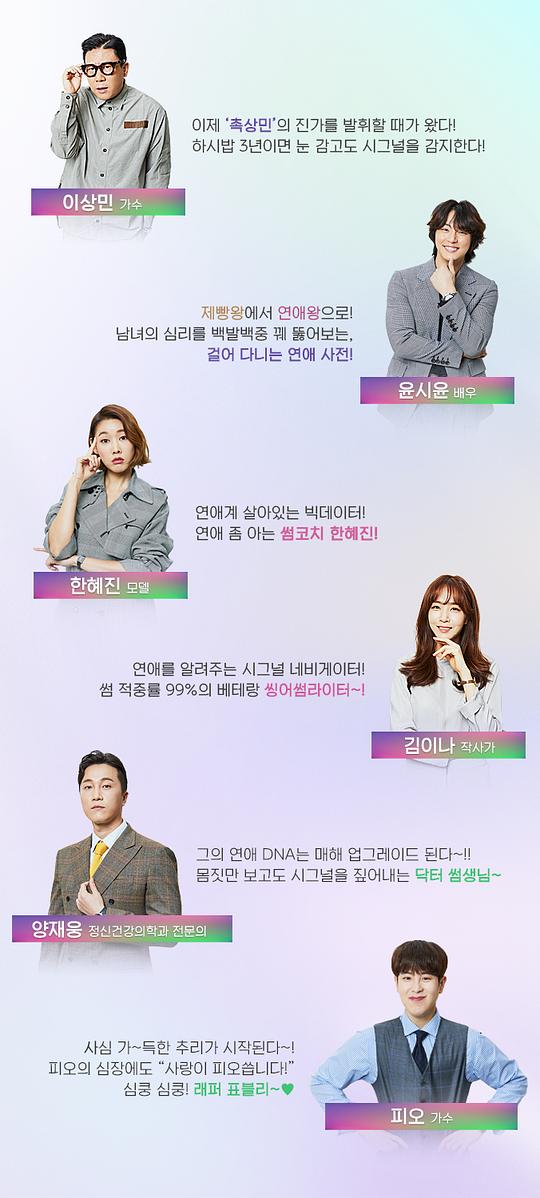 이제 '촉상민'의 진가를 발휘할 때가 왔다!
하시밥 3년이면 눈 감고도 시그널을 감지한다!
이상민 가수
제빵왕에서 연애왕으로!
남녀의 심리를 백발백중 꿰 뚫어보는,
걸어 다니는 연애 사전!
윤시윤 배우
연애계 살아있는 빅데이터!
연애 좀 아는 썸코치 한혜진!
한혜진 모델
연애를 알려주는 시그널 네비게이터!
썸 적중률 99%의 베테랑 씽어썸라이터~!
김이나 작사가
그의 연애 DNA는 매해 업그레이드 된다~!!
몸짓만 보고도 시그널을 짚어내는 닥터 썸생님~
양재웅 정신건강의학과 전문의
사심 가~득한 추리가 시작된다~!
피오의 심장에도 "사랑이 피오씁니다!"
심쿵 심쿵! 래퍼 표블리~♥
피오 가수